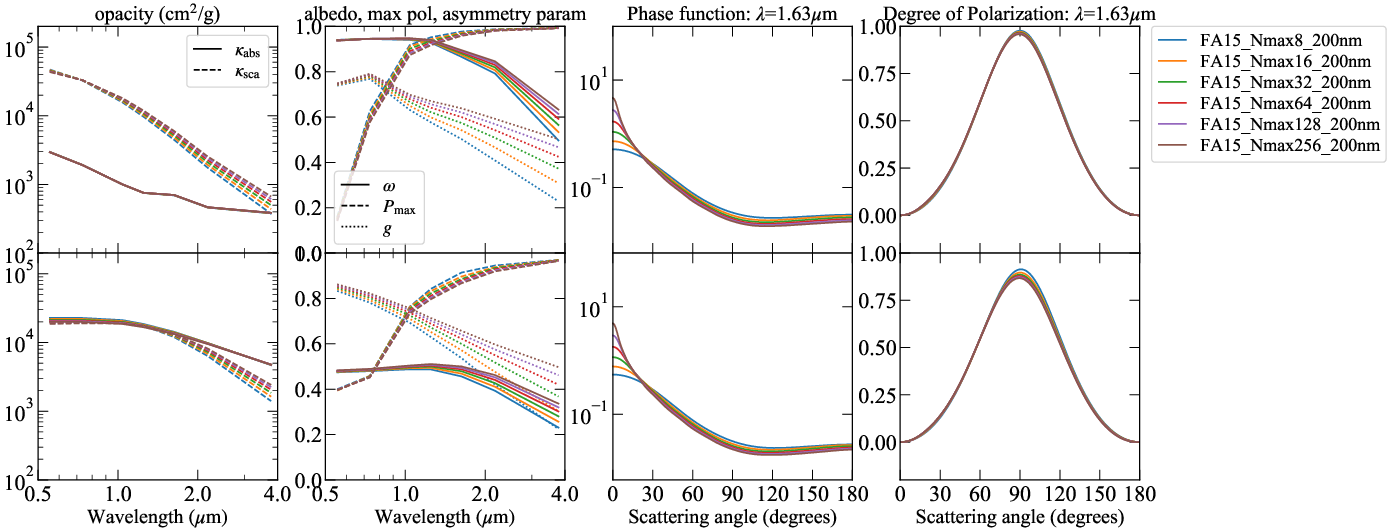 opacity (cm²/g)
albedo, max pol, asymmetry param
Phase function: λ=1.63μm
Degree of Polarization: λ=1.63μm
10⁵
10⁴
10³
10²
κabs
κsca
1.0
0.8
0.6
0.4
0.2
0.0
ω
Pmax
g
10¹
10⁻¹
1.00
0.75
0.50
0.25
0.00
FA15_Nmax8_200nm
FA15_Nmax16_200nm
FA15_Nmax32_200nm
FA15_Nmax64_200nm
FA15_Nmax128_200nm
FA15_Nmax256_200nm
10⁵
10⁴
10³
10²
0.5 1.0 2.0 4.0
Wavelength (μm)
1.0
0.8
0.6
0.4
0.2
0.0
0.5 1.0 2.0 4.0
Wavelength (μm)
10¹
10⁻¹
0 30 60 90 120 150 180
Scattering angle (degrees)
1.00
0.75
0.50
0.25
0.00
0 30 60 90 120 150 180
Scattering angle (degrees)